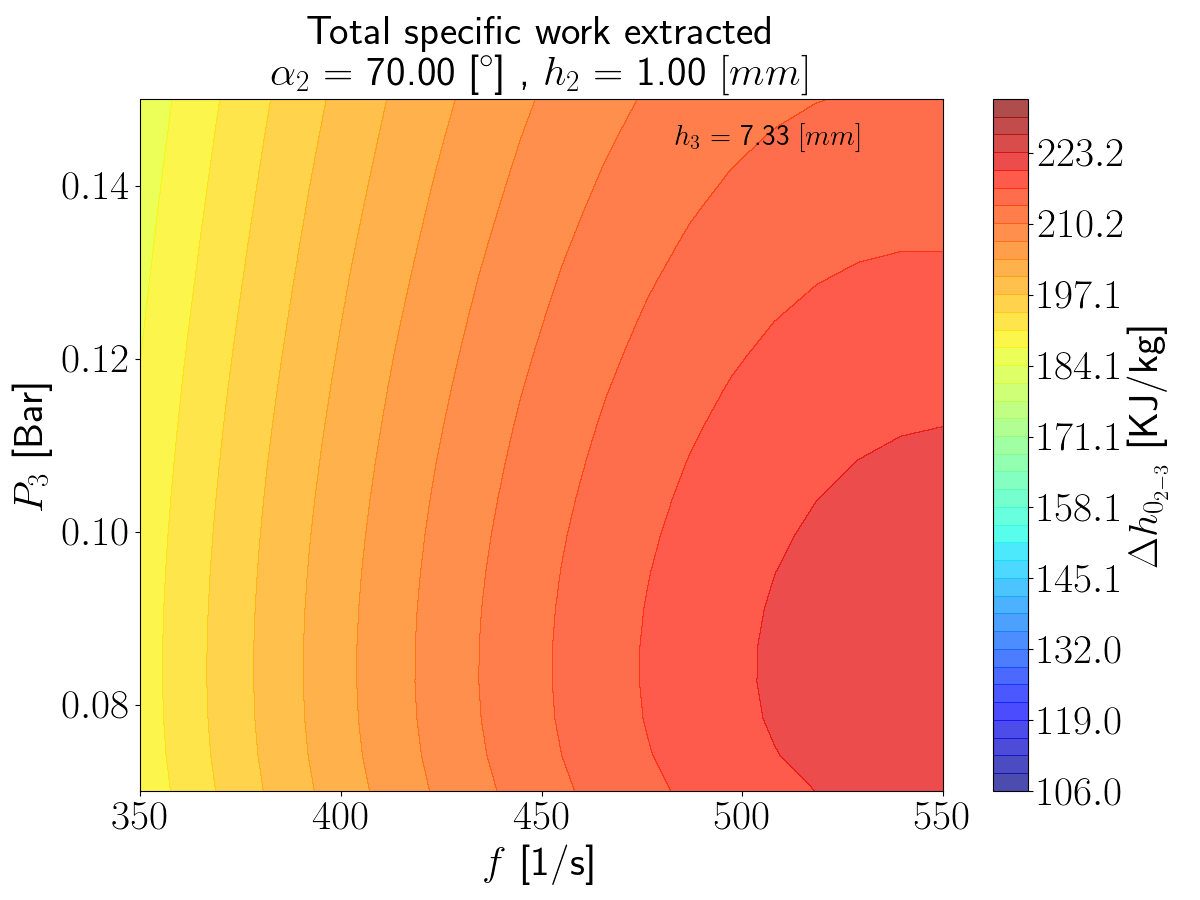 Total specific work extracted
α₂ = 70.00 [°] , h₂ = 1.00 [mm]
h₃ = 7.33 [mm]
0.14
0.12
0.10
0.08
P₃ [Bar]
350 400 450 500 550
f [1/s]
223.2
210.2
197.1
184.1
171.1
158.1
145.1
132.0
119.0
106.0
Δh₀₂₋₃ [KJ/kg]